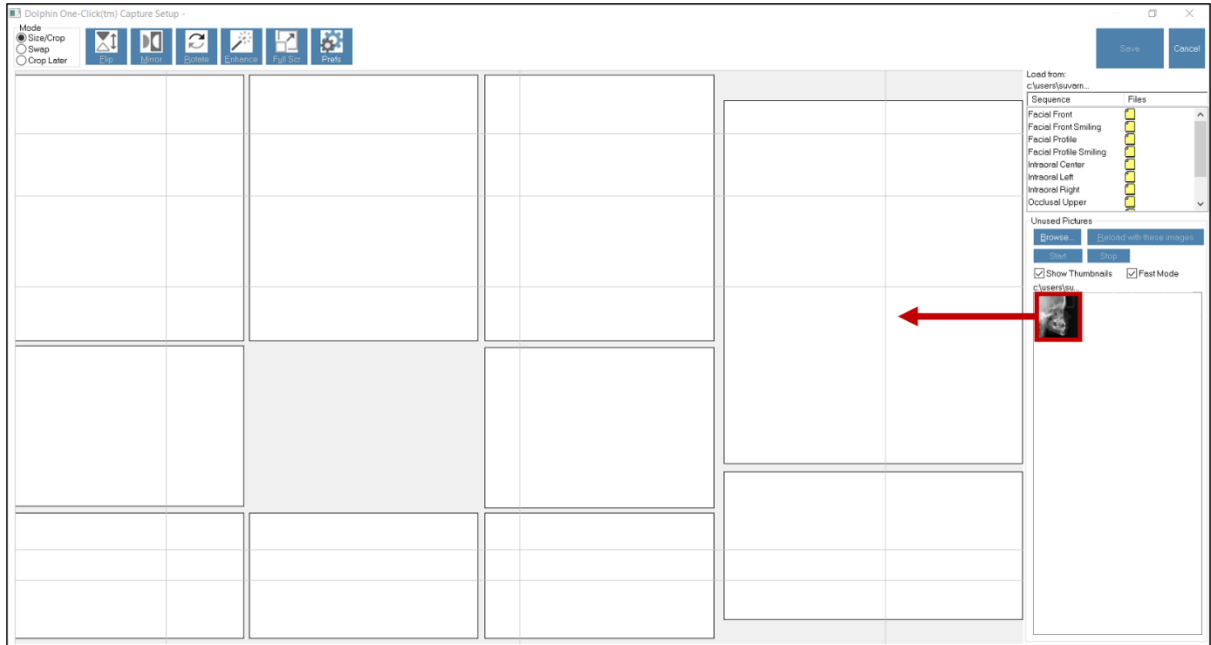 Dolphin One-Click(tm) Capture Setup -
Mode
Size/Crop
Swap
Crop Later
Flip Mirror Rotate Enhance Full Scr Prefs
Save Cancel
Load from:
c:\users\suvarn...
Sequence Files
Facial Front
Facial Front Smiling
Facial Profile
Facial Profile Smiling
Intraoral Center
Intraoral Left
Intraoral Right
Occlusal Upper
Unused Pictures
Browse... Reload with these images
Start Stop
Show Thumbnails Fast Mode
c:\users\su...